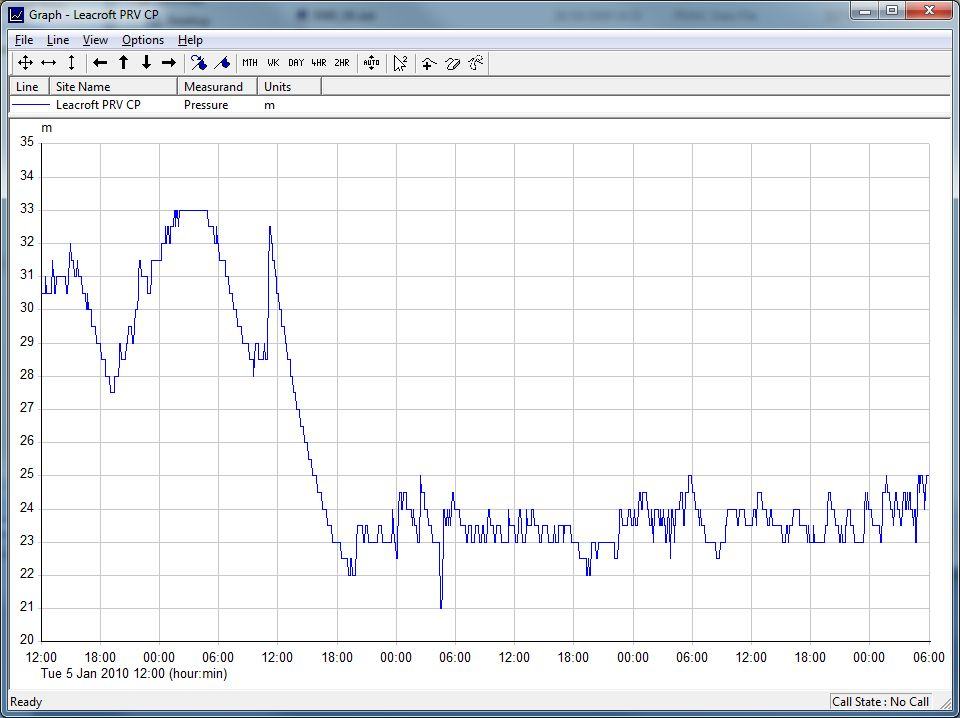 Graph - Leacroft PRV CP
File Line View Options Help
MTH WK DAY 4HR 2HR AUTO
Line Site Name Measurand Units
Leacroft PRV CP Pressure m
m
35
34
33
32
31
30
29
28
27
26
25
24
23
22
21
20
12:00 18:00 00:00 06:00 12:00 18:00 00:00 06:00 12:00 18:00 00:00 06:00 12:00 18:00 00:00 06:00
Tue 5 Jan 2010 12:00 (hour:min)
Ready Call State : No Call